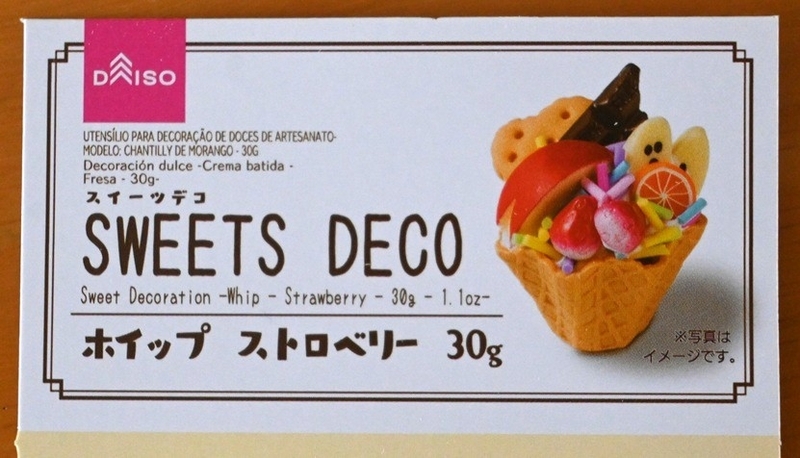 DAISO
UTENSÍLIO PARA DECORAÇÃO DE DOCES DE ARTESANATO-
MODELO: CHANTILLY DE MORANGO - 30G
Decoración dulce -Crema batida -
Fresa - 30g-
スイーツデコ
SWEETS DECO
Sweet Decoration -Whip - Strawberry - 30g - 1.1oz-
ホイップ ストロベリー 30g
※写真は
イメージです。